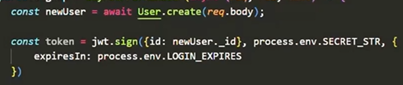 const newUser = await User.create(req.body);
const token = jwt.sign({id: newUser._id}, process.env.SECRET_STR, {
expiresIn: process.env.LOGIN_EXPIRES
})